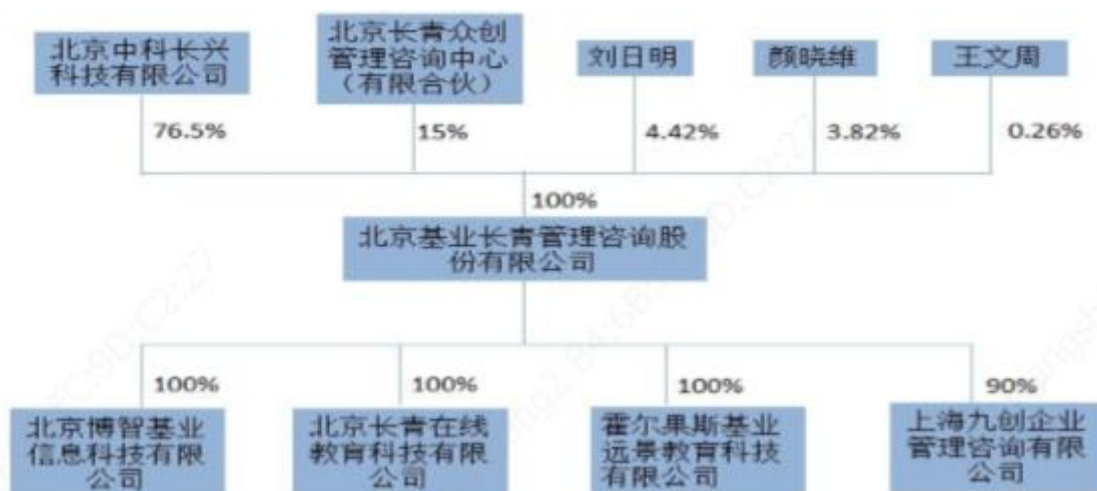 北京中科长兴
科技有限公司
北京长青众创
管理咨询中心
（有限合伙）
刘日明
颜晓维
王文周
76.5%
15%
4.42%
3.82%
0.26%
100%
北京基业长青管理咨询股
份有限公司
100%
100%
100%
90%
北京博智基业
信息科技有限
公司
北京长青在线
教育科技有限
公司
霍尔果斯基业
远景教育科技
有限公司
上海九创企业
管理咨询有限
公司